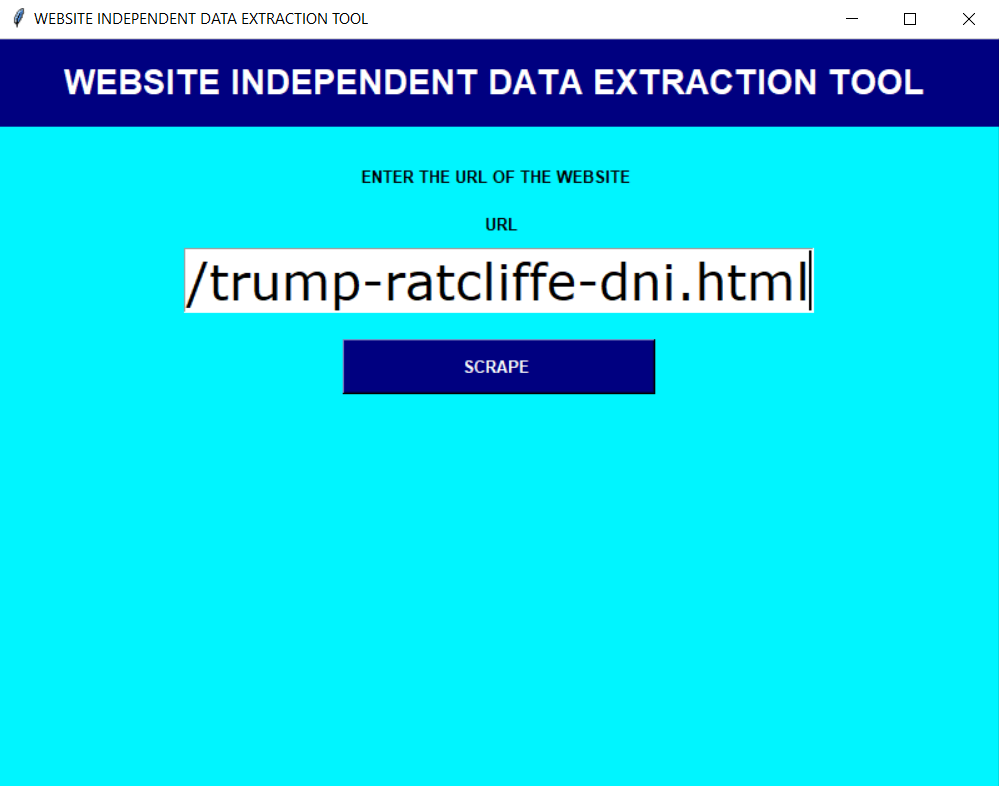 WEBSITE INDEPENDENT DATA EXTRACTION TOOL
WEBSITE INDEPENDENT DATA EXTRACTION TOOL
ENTER THE URL OF THE WEBSITE
URL
/trump-ratcliffe-dni.html
SCRAPE